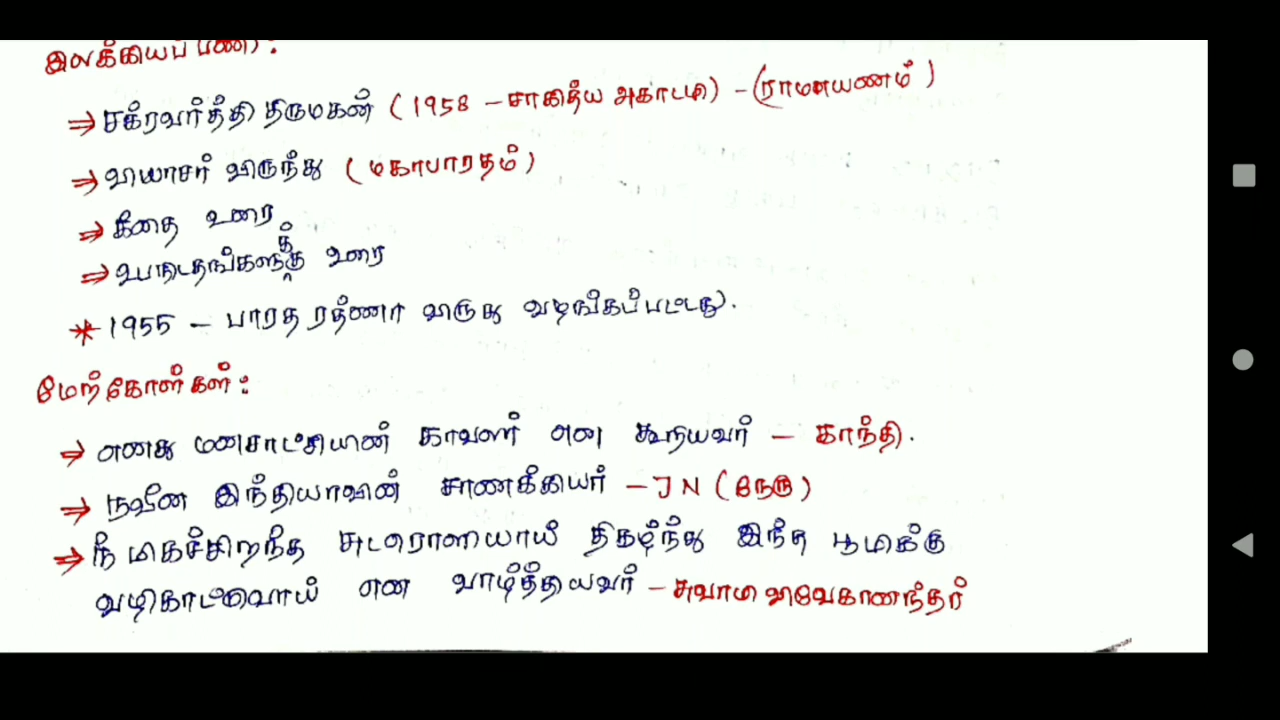 இலக்கியப் பணி :
⇒ சக்ரவர்த்தி திருமகன் ( 1958 - சாகித்ய அகாடமி ) - (ராமாயணம் )
⇒ வியாசர் விருந்து ( மகாபாரதம் )
⇒ கீதை உரை
⇒ உபநிடதங்களுக்கு உரை
* 1955 - பாரத ரத்ணா விருது வழங்கப்பட்டது.
மேற்கோள்கள் :
⇒ எனது மனசாட்சியின் காவலர் என கூறியவர் - காந்தி.
⇒ நவீன இந்தியாவின் சாணக்கியர் - JN ( நேரு )
⇒ நீ மிகச்சிறந்த சுடரொளியாய் திகழ்ந்து இந்த பூமிக்கு
வழிகாட்டுவாய் என வாழ்த்தியவர் - சுவாமி விவேகானந்தர்